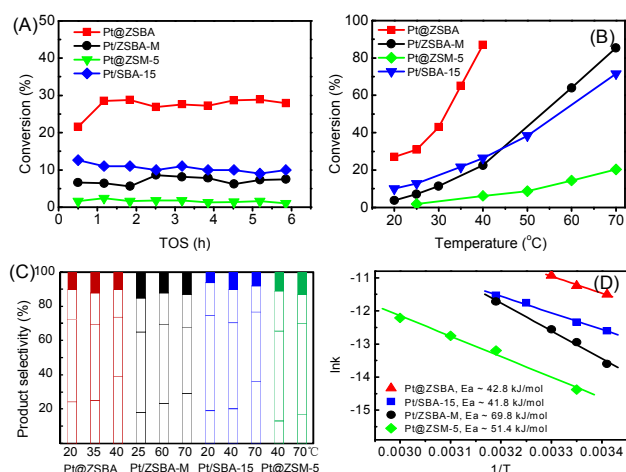 (A)
Pt@ZSBA
Pt/ZSBA-M
Pt@ZSM-5
Pt/SBA-15
Conversion (%)
50
40
30
20
10
0
0 1 2 3 4 5 6
TOS (h)
(B)
Pt@ZSBA
Pt/ZSBA-M
Pt@ZSM-5
Pt/SBA-15
Conversion (%)
100
80
60
40
20
0
20 30 40 50 60 70
Temperature (°C)
(C)
Product selectivity (%)
100
80
60
40
20
20 35 40 25 60 70 20 40 70 40 70℃
Pt@ZSBA Pt/ZSBA-M Pt/SBA-15 Pt@ZSM-5
(D)
lnk
-11
-12
-13
-14
-15
Pt@ZSBA, Ea ~ 42.8 kJ/mol
Pt/SBA-15, Ea ~ 41.8 kJ/mol
Pt/ZSBA-M, Ea ~ 69.8 kJ/mol
Pt@ZSM-5, Ea ~ 51.4 kJ/mol
0.0030 0.0031 0.0032 0.0033 0.0034
1/T